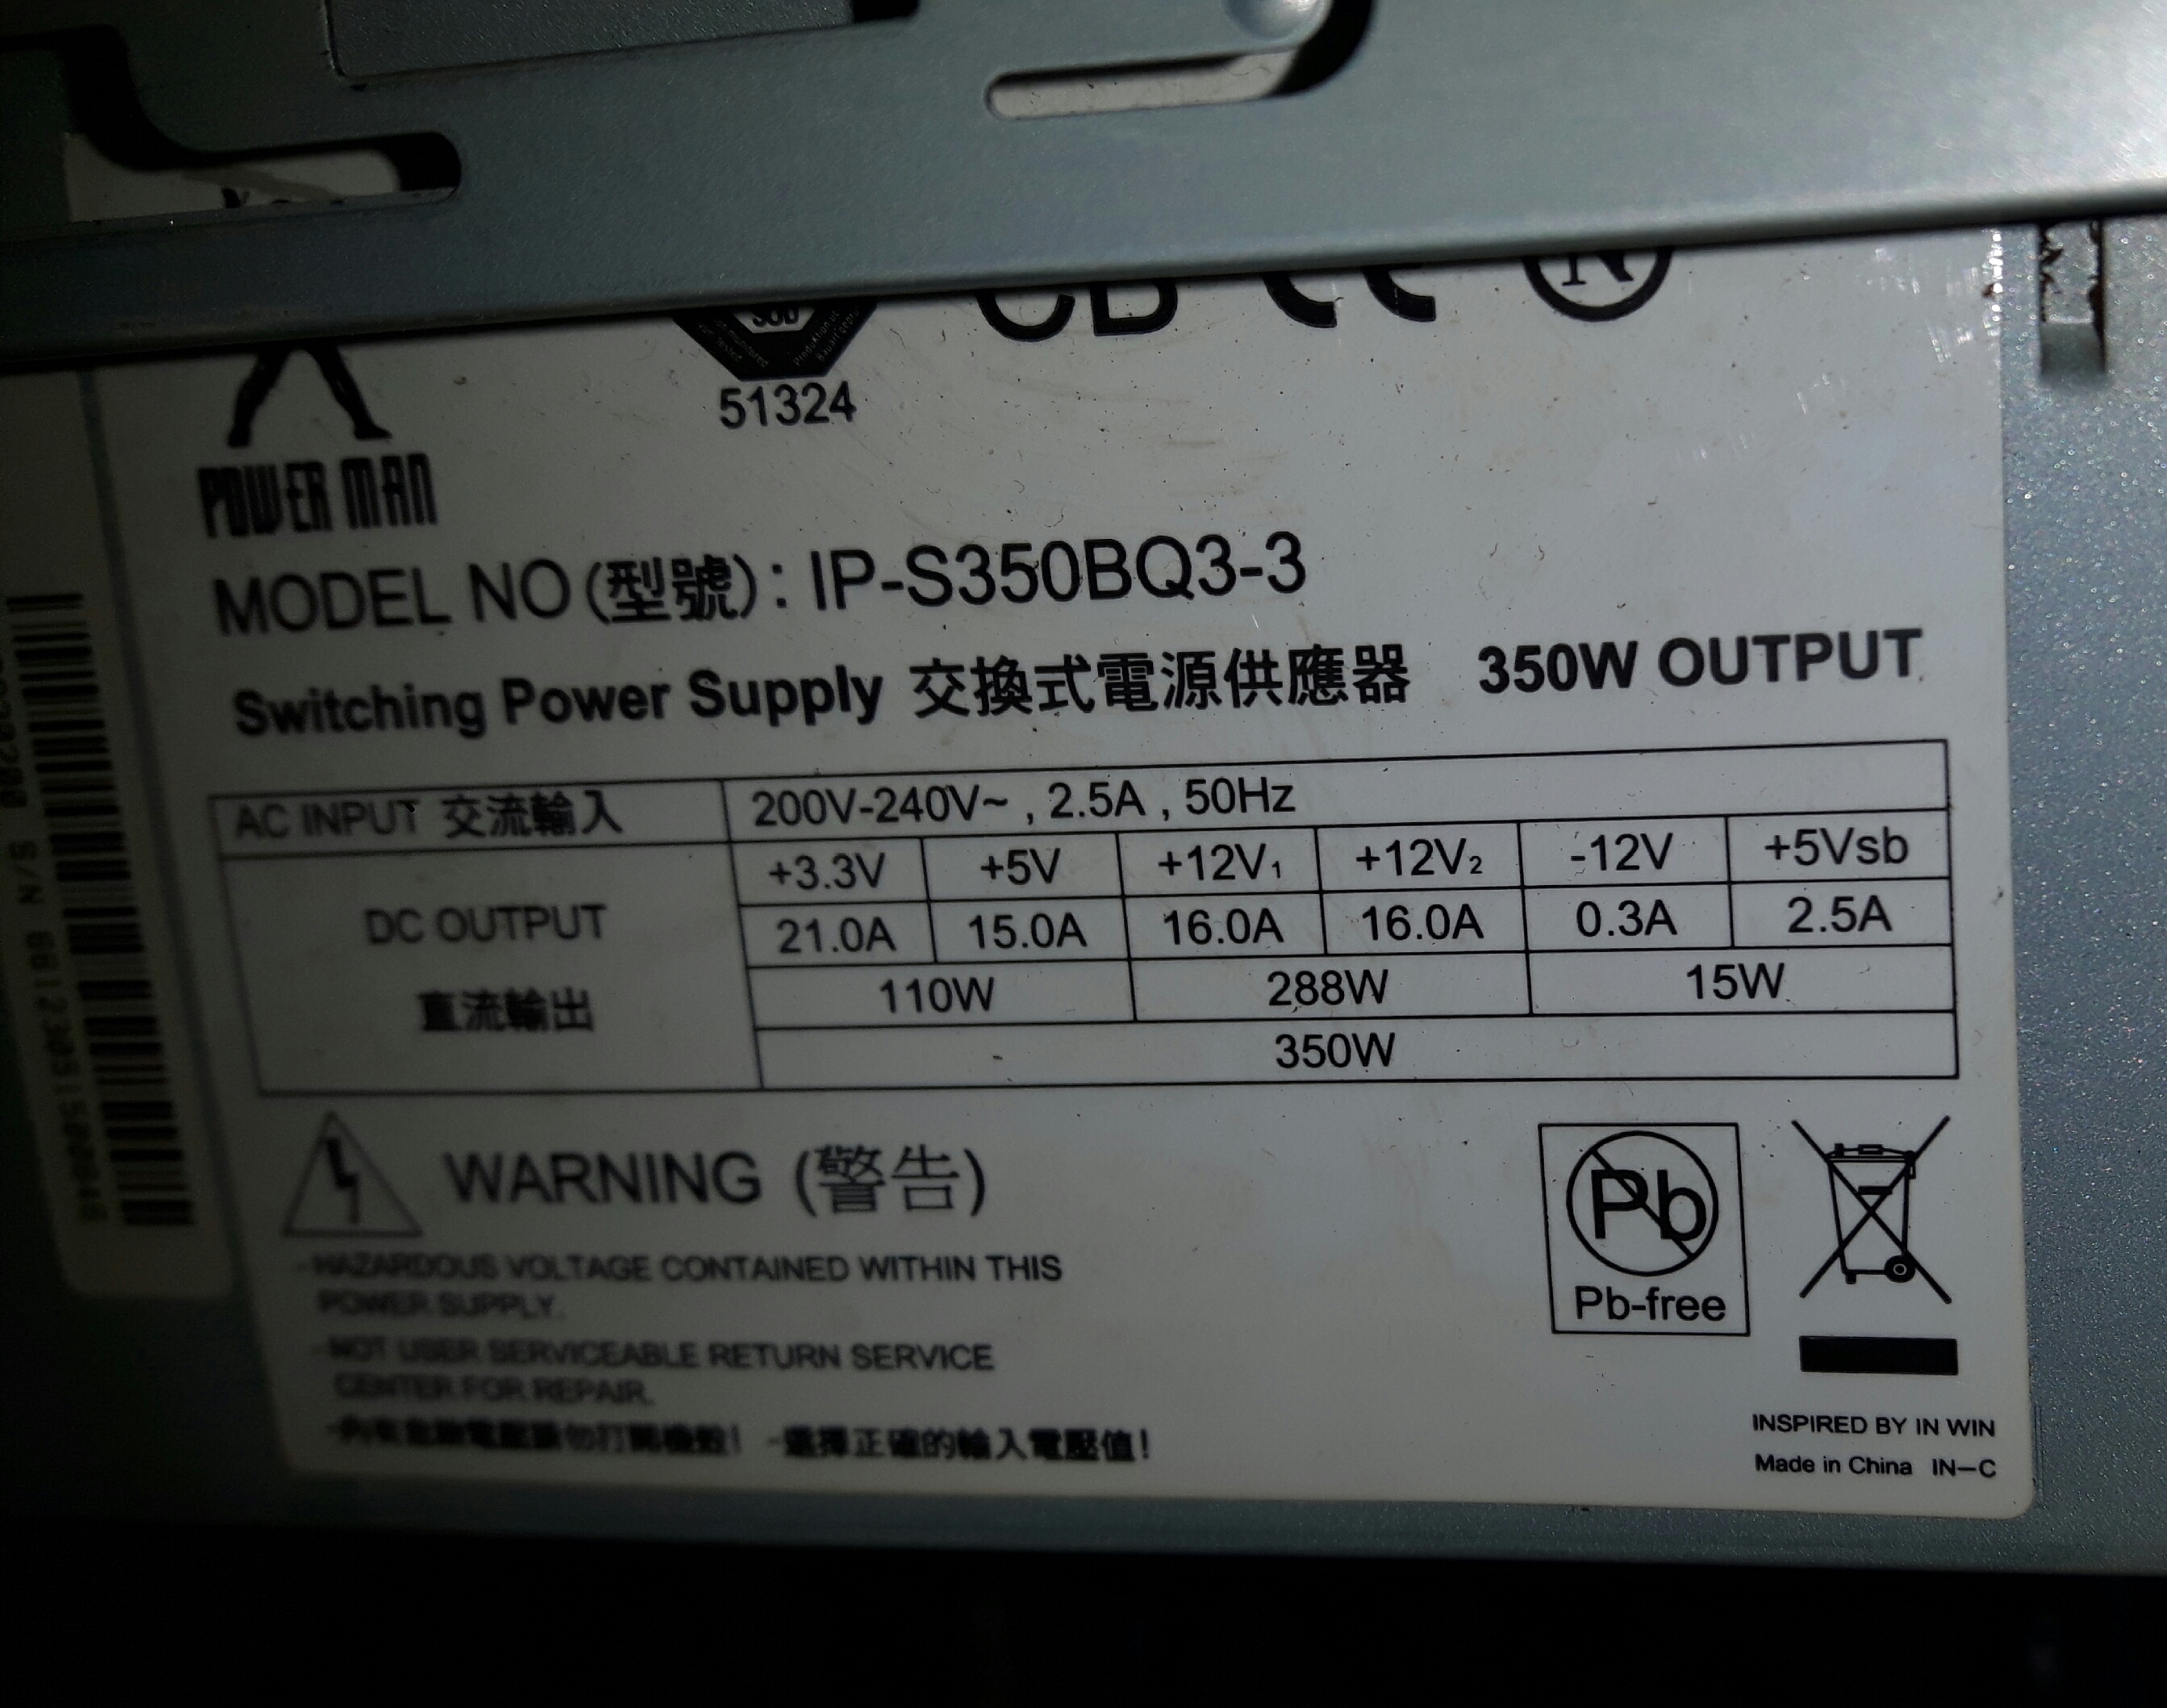 CB
N
51324
POWER MAN
MODEL NO (型號) : IP-S350BQ3-3
Switching Power Supply 交換式電源供應器 350W OUTPUT
AC INPUT 交流輸入 200V-240V~ , 2.5A , 50Hz
+3.3V +5V +12V₁ +12V₂ -12V +5Vsb
DC OUTPUT 21.0A 15.0A 16.0A 16.0A 0.3A 2.5A
直流輸出 110W 288W 15W
350W
WARNING (警告)
-HAZARDOUS VOLTAGE CONTAINED WITHIN THIS
POWER SUPPLY.
-NOT USER SERVICEABLE RETURN SERVICE
CENTER FOR REPAIR.
-選擇正確的輸入電壓值!
Pb
Pb-free
INSPIRED BY IN WIN
Made in China IN-C
S/N